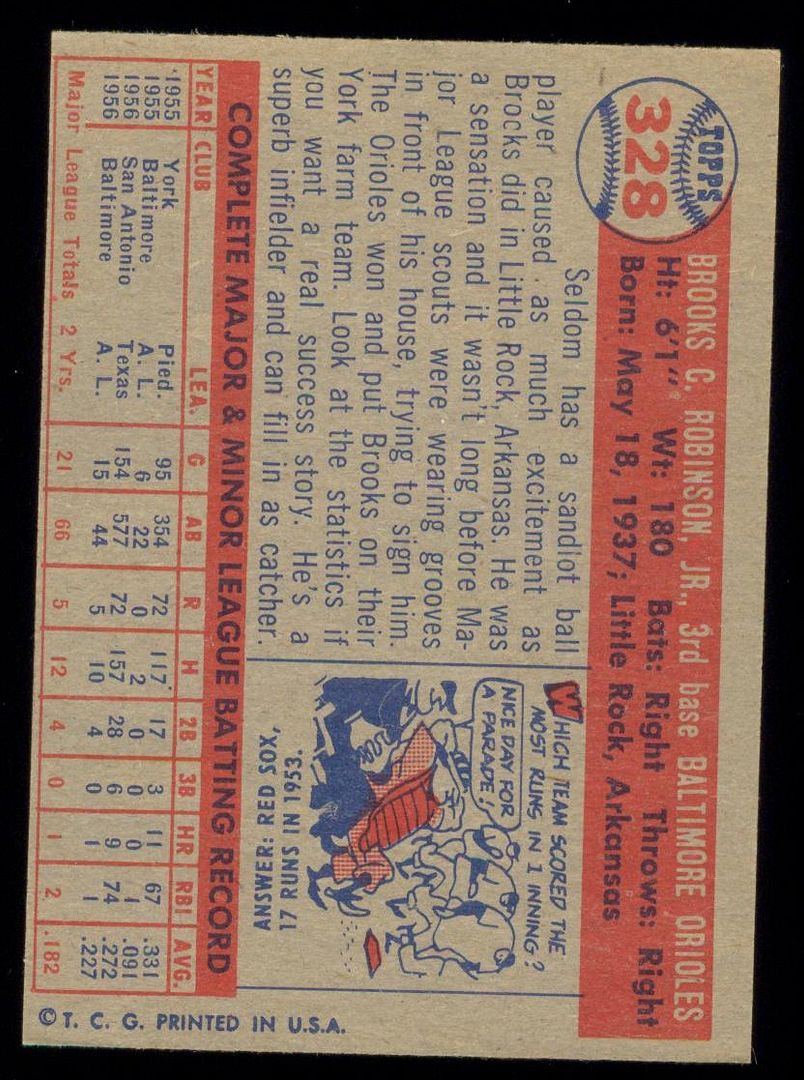 TOPPS
328
BROOKS C. ROBINSON, JR., 3rd base BALTIMORE ORIOLES
Ht: 6'1" Wt: 180 Bats: Right Throws: Right
Born: May 18, 1937; Little Rock, Arkansas
Seldom has a sandlot ball
player caused as much excitement as
Brooks did in Little Rock, Arkansas. He was
a sensation and it wasn't long before Ma-
jor League scouts were wearing grooves
in front of his house, trying to sign him.
The Orioles won and put Brooks on their
York farm team. Look at the statistics if
you want a real success story. He's a
superb infielder and can fill in as catcher.
WHICH TEAM SCORED THE
MOST RUNS IN 1 INNING?
NICE DAY FOR
A PARADE!
ANSWER: RED SOX,
17 RUNS IN 1953.
COMPLETE MAJOR & MINOR LEAGUE BATTING RECORD
YEAR CLUB LEA. G AB R H 2B 3B HR RBI AVG.
1955 York Pied. 95 354 72 117 17 3 11 67 .331
1955 Baltimore A. L. 6 22 0 2 0 0 0 1 .091
1956 San Antonio Texas 154 577 72 157 28 6 9 74 .272
1956 Baltimore A. L. 15 44 5 10 4 0 1 1 .227
Major League Totals 2 Yrs. 21 66 5 12 4 0 1 2 .182
© T. C. G. PRINTED IN U.S.A.